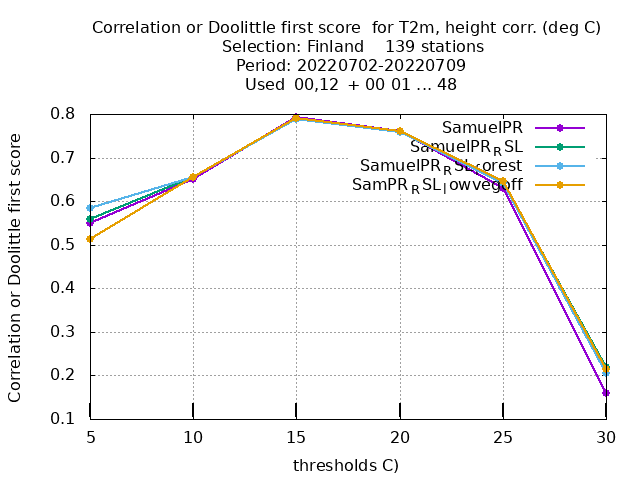 Correlation or Doolittle first score for T2m, height corr. (deg C)
Selection: Finland 139 stations
Period: 20220702-20220709
Used 00,12 + 00 01 ... 48
Correlation or Doolittle first score
0.8
0.7
0.6
0.5
0.4
0.3
0.2
0.1
SamuelPR
SamuelPR_RSL
SamuelPR_RSL_forest
SamPR_RSL_lowvegoff
5 10 15 20 25 30
thresholds C)